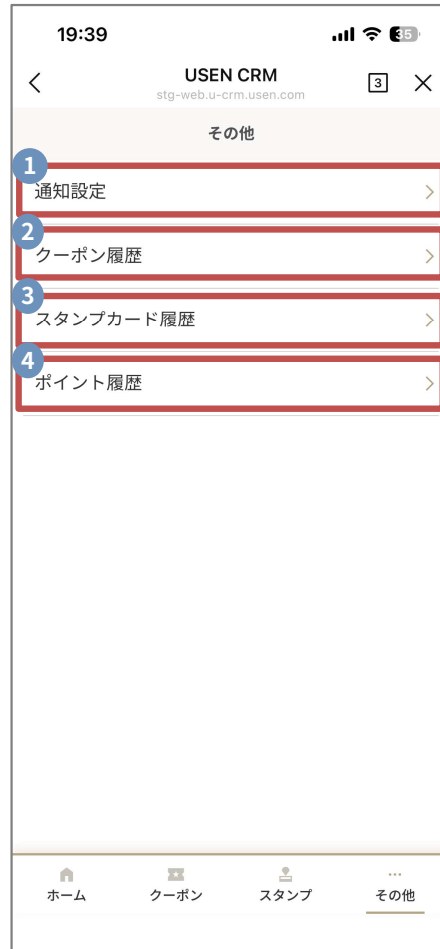 19:39
35
USEN CRM
3
stg-web.u-crm.usen.com
その他
1
通知設定
2
クーポン履歴
3
スタンプカード履歴
4
ポイント履歴
ホーム クーポン スタンプ その他